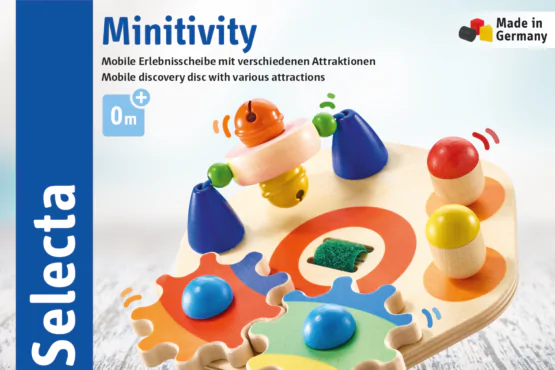 Minitivity
Mobile Erlebnisscheibe mit verschiedenen Attraktionen
Mobile discovery disc with various attractions
0m+
Made in
Germany
Selecta